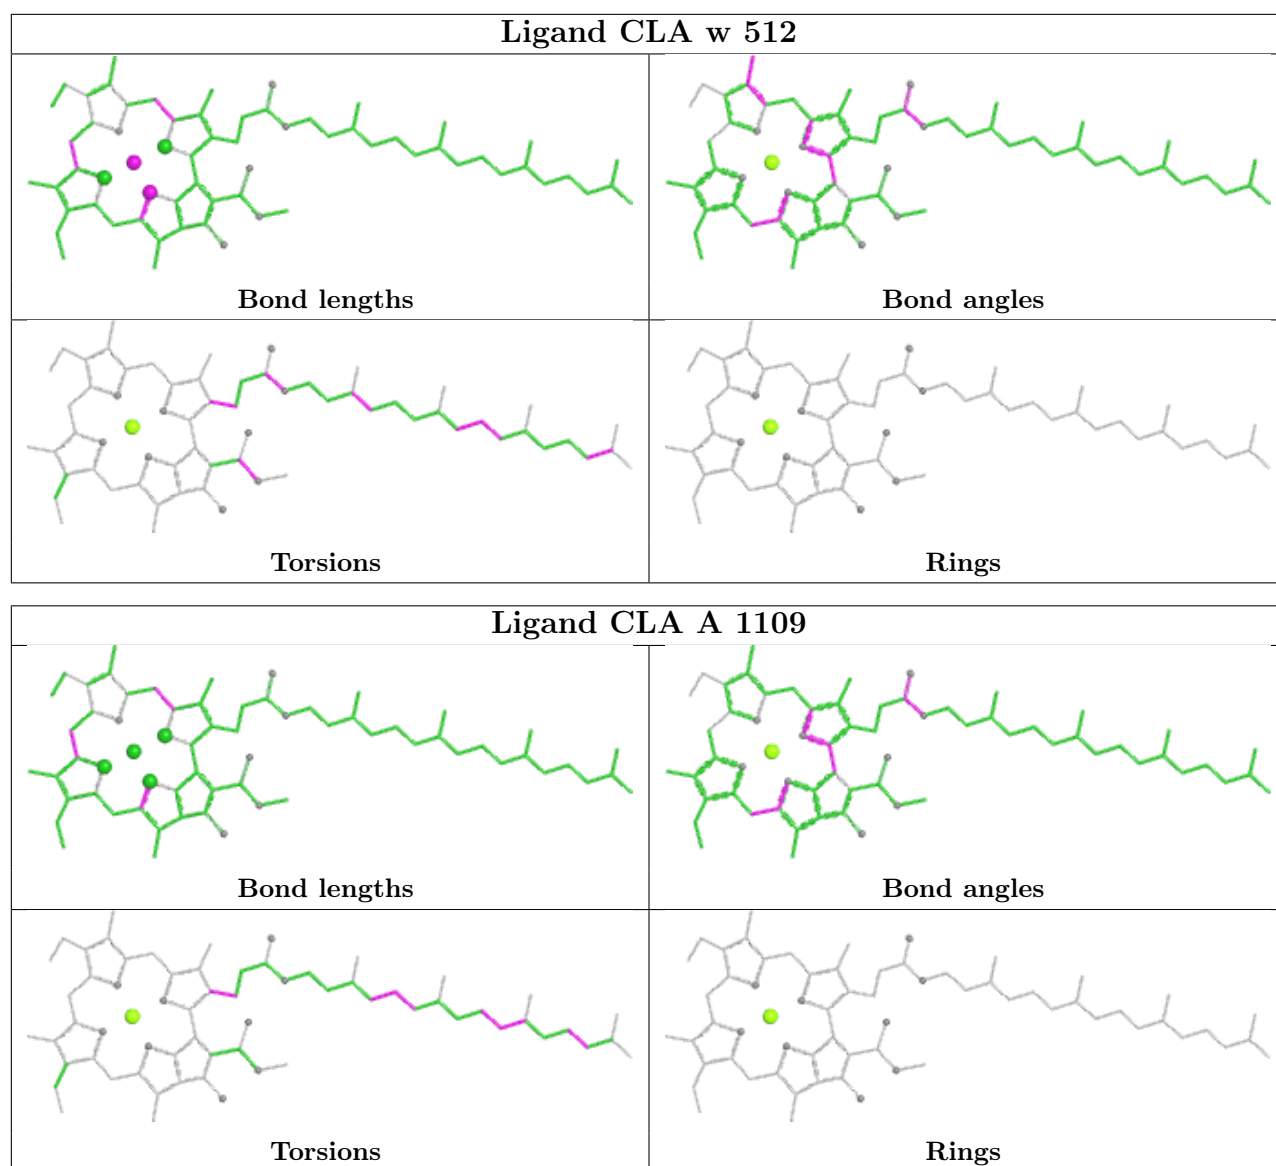 Ligand CLA w 512
Bond lengths
Bond angles
Torsions
Rings
Ligand CLA A 1109
Bond lengths
Bond angles
Torsions
Rings